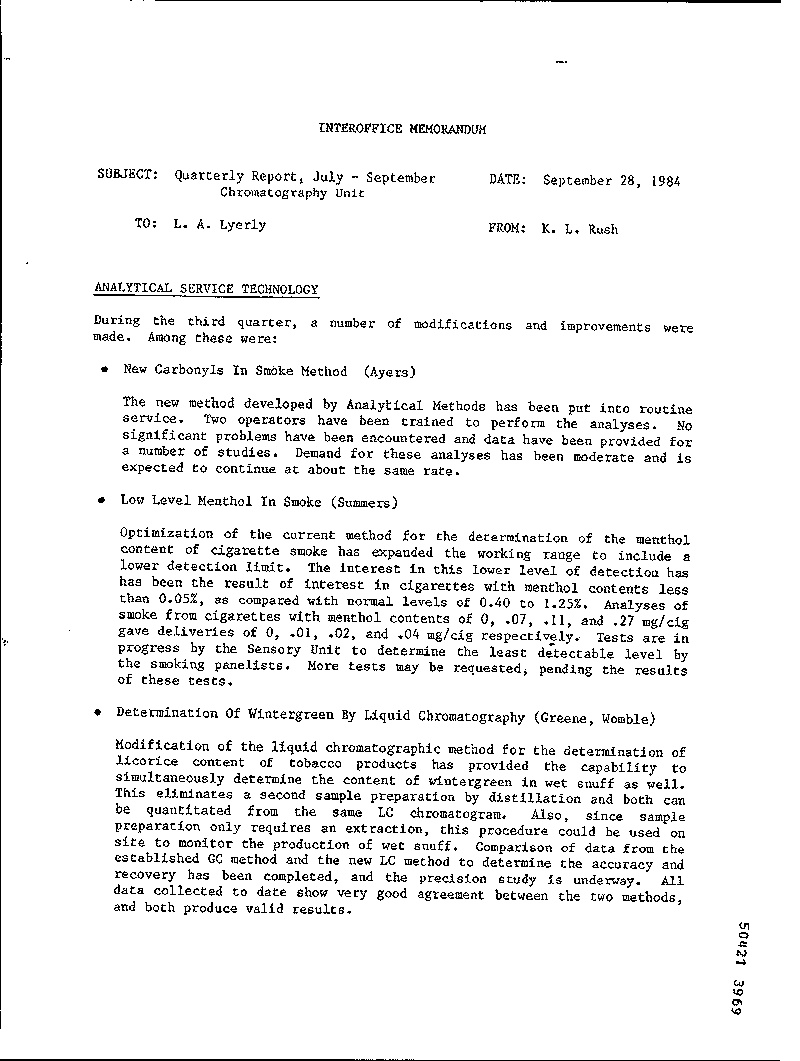 INTEROFFICE MEMORANDUM
SUBJECT: Quarterly Report, July - September
Chromatography Unit
DATE: September 28, 1984
TO: L. A. Lyerly
FROM: K. L. Rush
ANALYTICAL SERVICE TECHNOLOGY
During the third quarter, a number of modifications and improvements were
made. Among these were:
• New Carbonyls In Smoke Method (Ayers)
The new method developed by Analytical Methods has been put into routine
service. Two operators have been trained to perform the analyses. No
significant problems have been encountered and data have been provided for
a number of studies. Demand for these analyses has been moderate and is
expected to continue at about the same rate.
• Low Level Menthol In Smoke (Summers)
Optimization of the current method for the determination of the menthol
content of cigarette smoke has expanded the working range to include a
lower detection limit. The interest in this lower level of detection has
has been the result of interest in cigarettes with menthol contents less
than 0.05%, as compared with normal levels of 0.40 to 1.25%. Analyses of
smoke from cigarettes with menthol contents of 0, .07, .11, and .27 mg/cig
gave deliveries of 0, .01, .02, and .04 mg/cig respectively. Tests are in
progress by the Sensory Unit to determine the least detectable level by
the smoking panelists. More tests may be requested, pending the results
of these tests.
• Determination Of Wintergreen By Liquid Chromatography (Greene, Womble)
Modification of the liquid chromatographic method for the determination of
licorice content of tobacco products has provided the capability to
simultaneously determine the content of wintergreen in wet snuff as well.
This eliminates a second sample preparation by distillation and both can
be quantitated from the same LC chromatogram. Also, since sample
preparation only requires an extraction, this procedure could be used on
site to monitor the production of wet snuff. Comparison of data from the
established GC method and the new LC method to determine the accuracy and
recovery has been completed, and the precision study is underway. All
data collected to date show very good agreement between the two methods,
and both produce valid results.
50421 3969